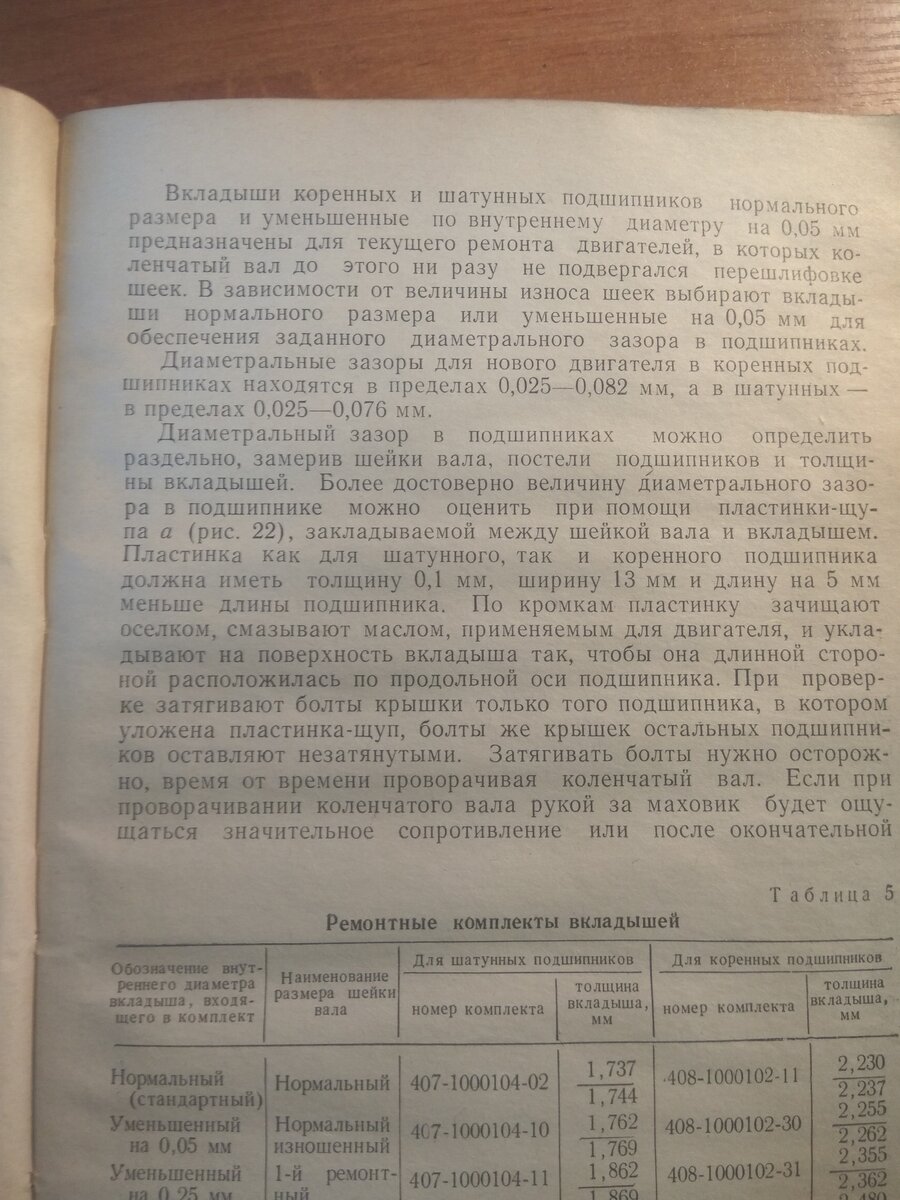 Вкладыши коренных и шатунных подшипников нормального
размера и уменьшенные по внутреннему диаметру на 0,05 мм
предназначены для текущего ремонта двигателей, в которых ко-
ленчатый вал до этого ни разу не подвергался перешлифовке
шеек. В зависимости от величины износа шеек выбирают вклады-
ши нормального размера или уменьшенные на 0,05 мм для
обеспечения заданного диаметрального зазора в подшипниках.
Диаметральные зазоры для нового двигателя в коренных под-
шипниках находятся в пределах 0,025—0,082 мм, а в шатунных —
в пределах 0,025—0,076 мм.
Диаметральный зазор в подшипниках можно определить
раздельно, замерив шейки вала, постели подшипников и толщи-
ны вкладышей. Более достоверно величину диаметрального зазо-
ра в подшипнике можно оценить при помощи пластинки-щу-
па а (рис. 22), закладываемой между шейкой вала и вкладышем.
Пластинка как для шатунного, так и коренного подшипника
должна иметь толщину 0,1 мм, ширину 13 мм и длину на 5 мм
меньше длины подшипника. По кромкам пластинку зачищают
оселком, смазывают маслом, применяемым для двигателя, и укла-
дывают на поверхность вкладыша так, чтобы она длинной сторо-
ной расположилась по продольной оси подшипника. При провер-
ке затягивают болты крышки только того подшипника, в котором
уложена пластинка-щуп, болты же крышек остальных подшипни-
ков оставляют незатянутыми. Затягивать болты нужно осторож-
но, время от времени проворачивая коленчатый вал. Если при
проворачивании коленчатого вала рукой за маховик будет ощу-
щаться значительное сопротивление или после окончательной
Таблица 5
Ремонтные комплекты вкладышей
Обозначение внут-
реннего диаметра
вкладыша, входя-
щего в комплект
Наименование
размера шейки
вала
Для шатунных подшипников
номер комплекта
толщина
вкладыша,
мм
Для коренных подшипников
номер комплекта
толщина
вкладыша,
мм
Нормальный
(стандартный)
Нормальный
407-1000104-02
1,737
1,744
408-1000102-11
2,230
2,237
Уменьшенный
на 0,05 мм
Нормальный
изношенный
407-1000104-10
1,762
1,769
408-1000102-30
2,255
2,262
Уменьшенный
на 0,25 мм
1-й ремонт-
ный
407-1000104-11
1,862
1,869
408-1000102-31
2,355
2,362